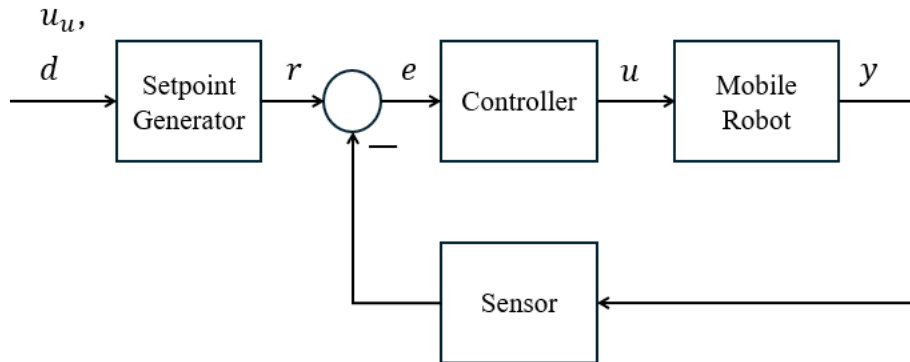 u_u,
d
Setpoint
Generator
r
e
Controller
u
Mobile
Robot
y
−
Sensor